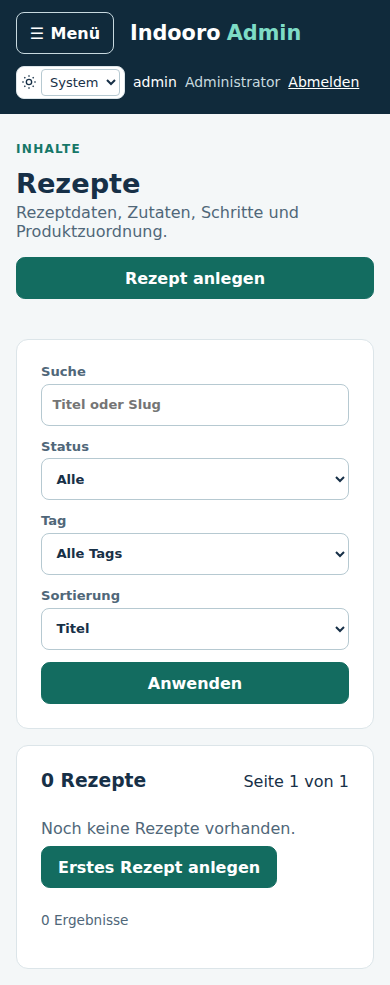 ☰ Menü
Indooro Admin
System
admin Administrator Abmelden
INHALTE
Rezepte
Rezeptdaten, Zutaten, Schritte und
Produktzuordnung.
Rezept anlegen
Suche
Titel oder Slug
Status
Alle
Tag
Alle Tags
Sortierung
Titel
Anwenden
0 Rezepte
Seite 1 von 1
Noch keine Rezepte vorhanden.
Erstes Rezept anlegen
0 Ergebnisse